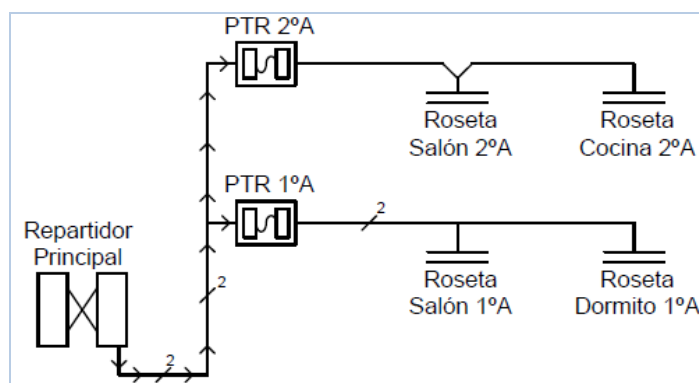 PTR 2ºA
Roseta
Salón 2ºA
Roseta
Cocina 2ºA
PTR 1ºA
2
Repartidor
Principal
Roseta
Salón 1ºA
Roseta
Dormito 1ºA
2
2